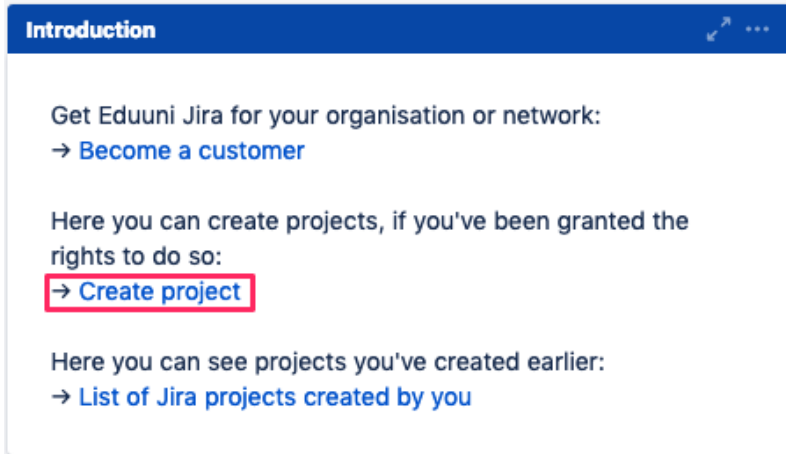 Introduction
Get Eduuni Jira for your organisation or network:
→ Become a customer
Here you can create projects, if you've been granted the
rights to do so:
→ Create project
Here you can see projects you've created earlier:
→ List of Jira projects created by you